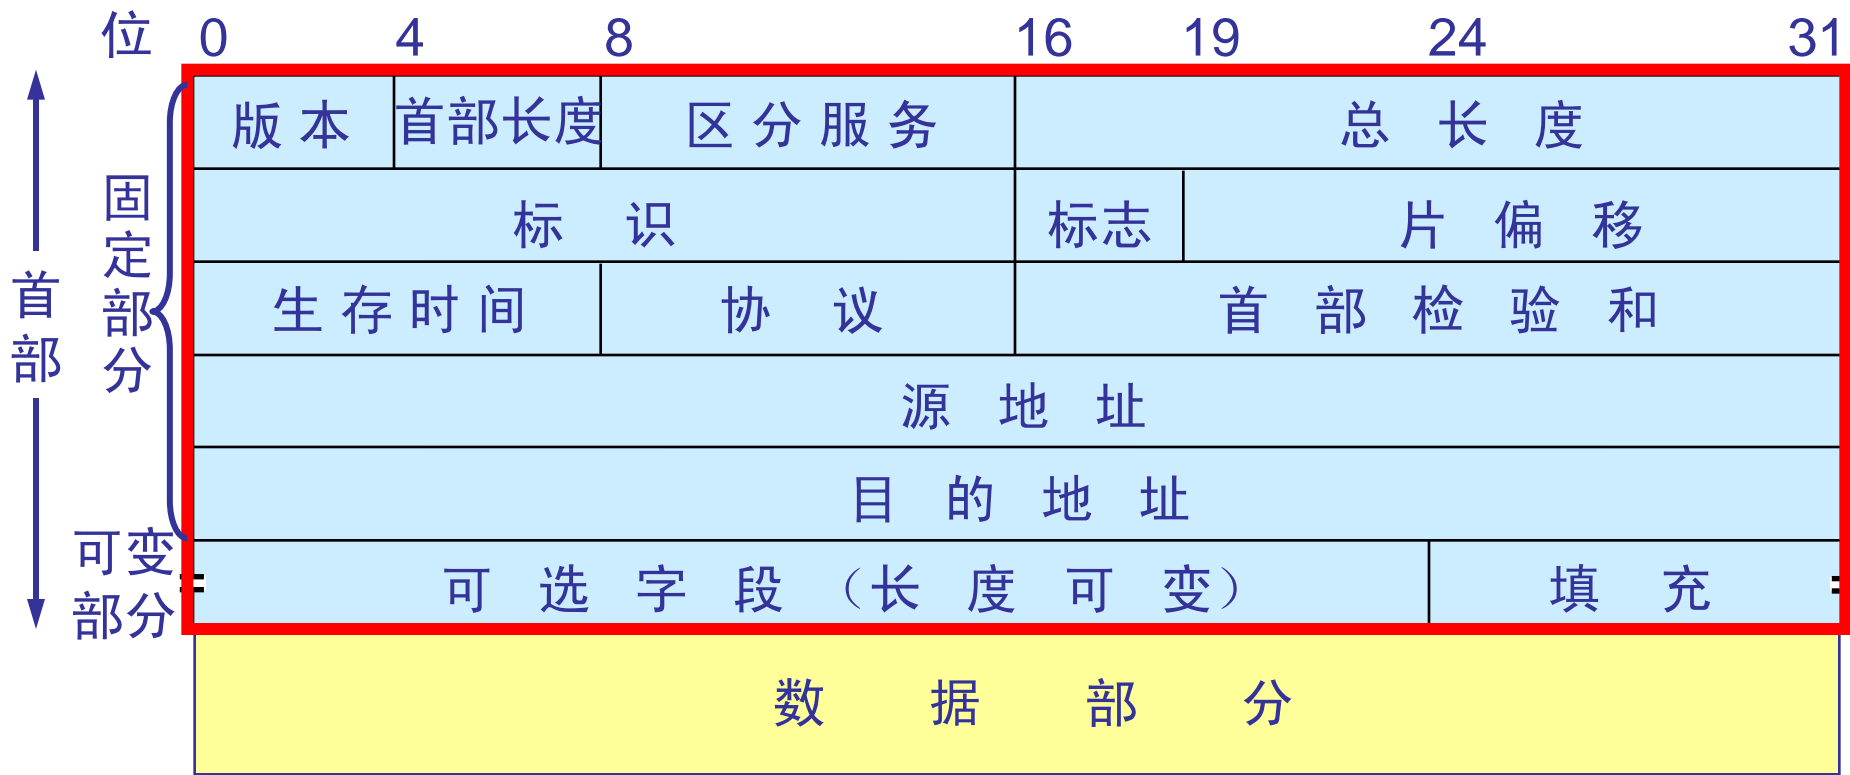 位 0 4 8 16 19 24 31
版本 首部长度 区分服务 总长度
标识 标志 片偏移
生存时间 协议 首部检验和
源地址
目的地址
可选字段（长度可变） 填充
数据部分
首部
固定部分
可变
部分